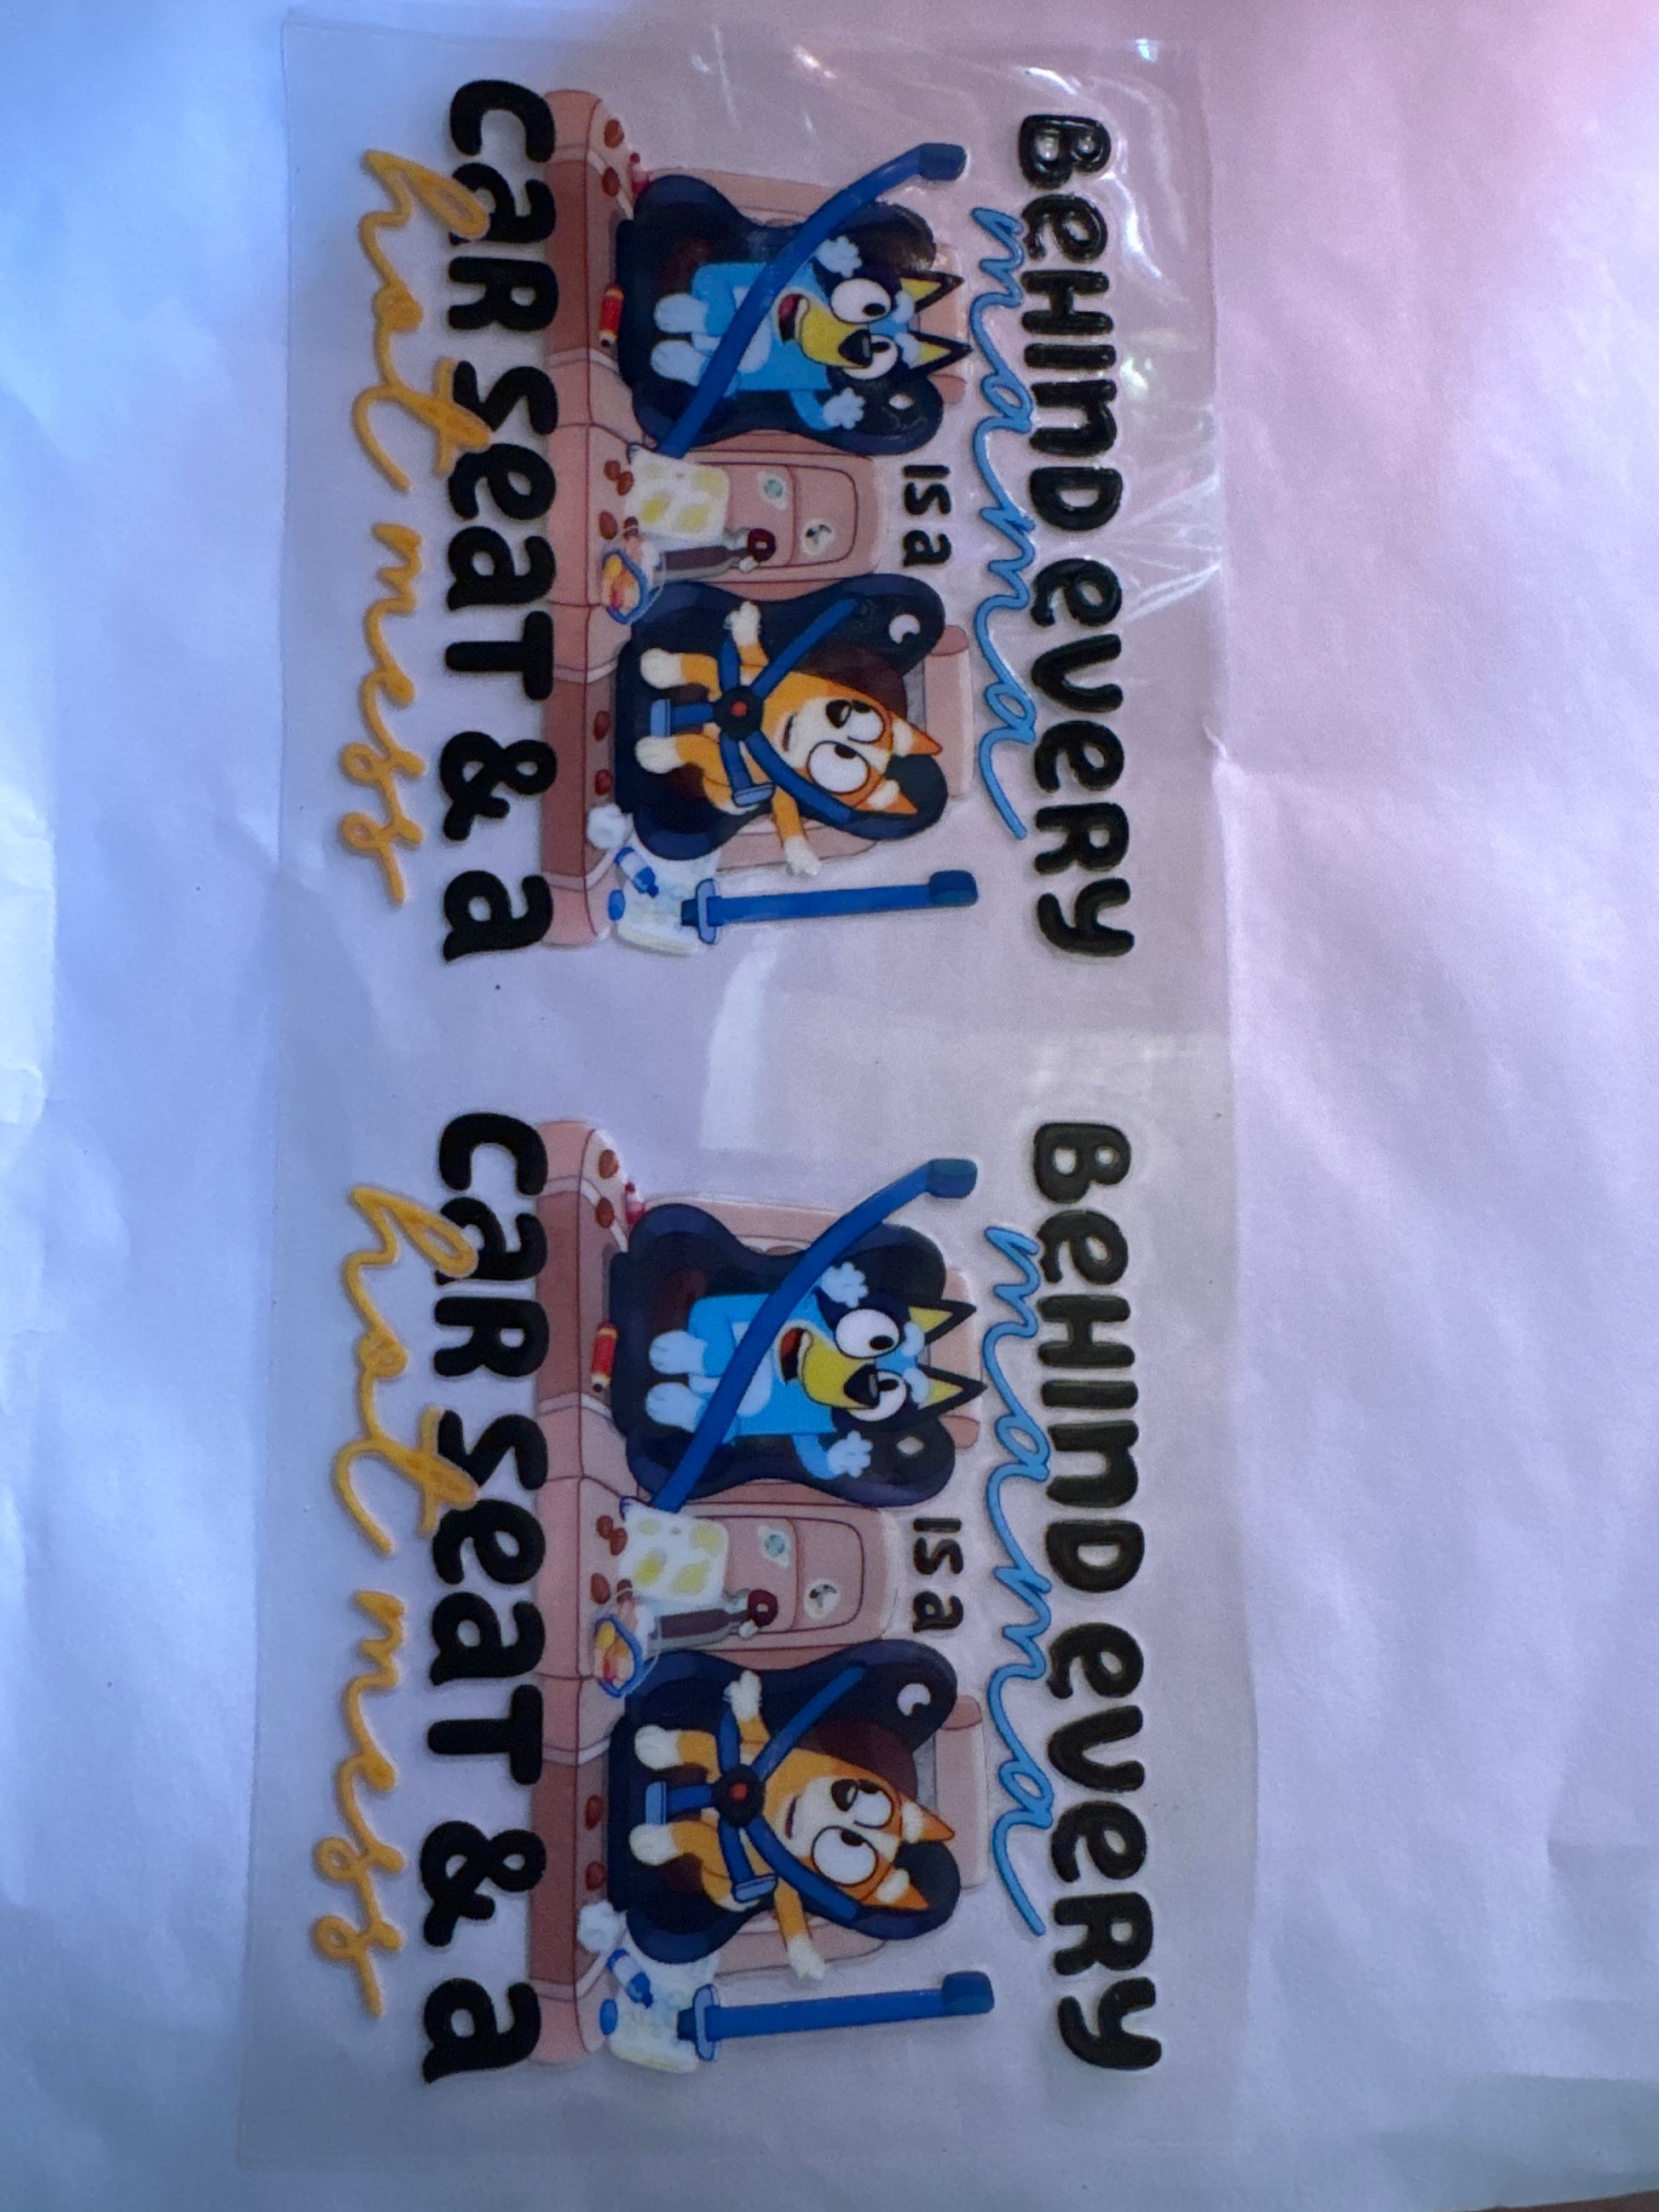 BeHIND eVeRY
mama
IS a
CaR SeaT & a
hot mess
BeHIND eVeRY
mama
IS a
CaR SeaT & a
hot mess